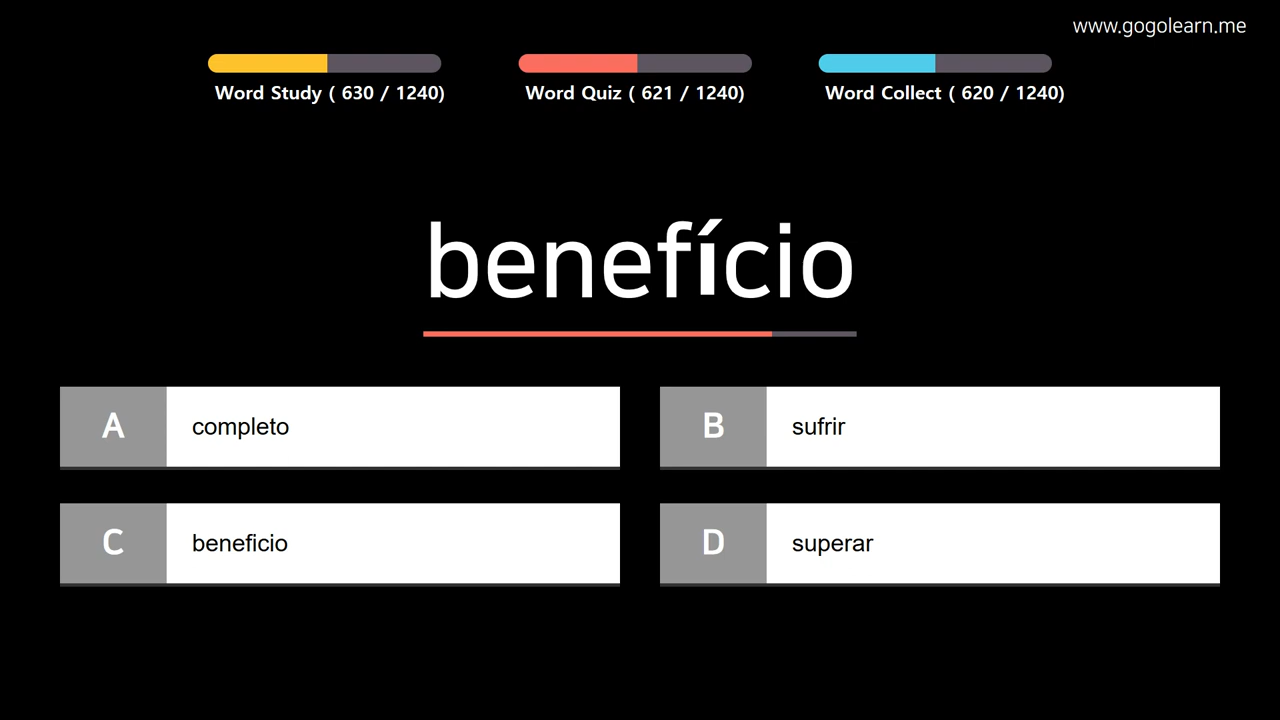 www.gogolearn.me
Word Study ( 630 / 1240)
Word Quiz ( 621 / 1240)
Word Collect ( 620 / 1240)
benefício
A completo
B sufrir
C beneficio
D superar